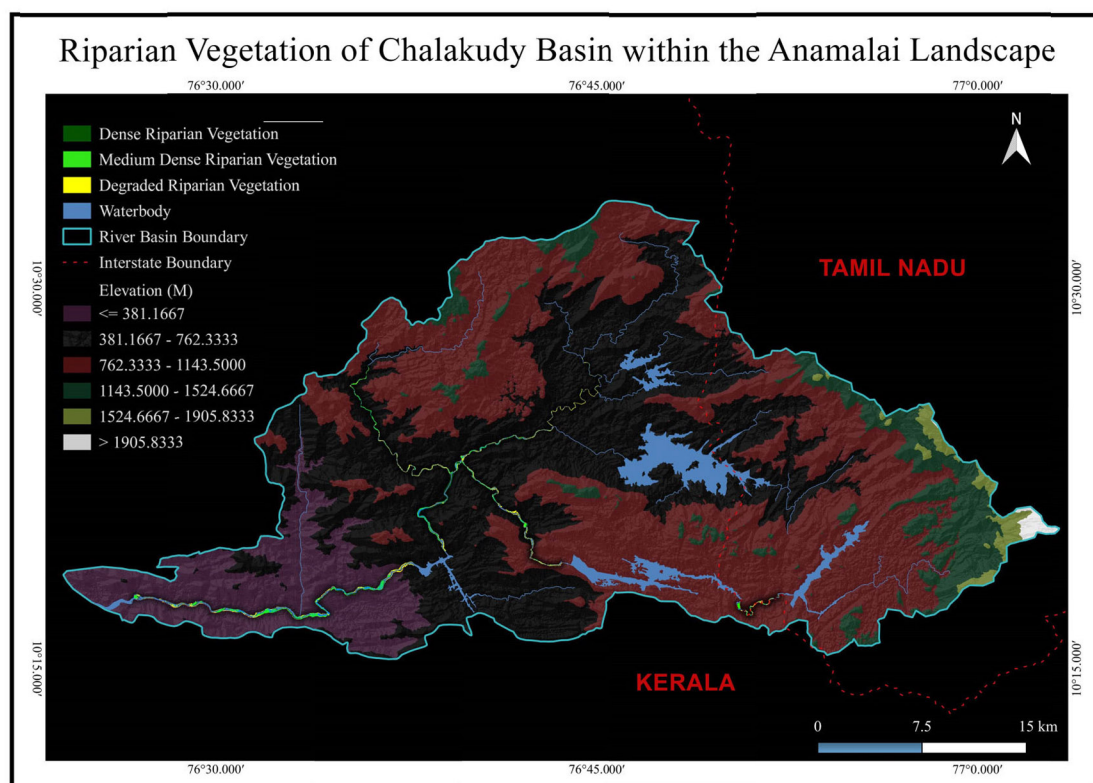 Riparian Vegetation of Chalakudy Basin within the Anamalai Landscape
76°30.000′ 76°45.000′ 77°0.000′
N
Dense Riparian Vegetation
Medium Dense Riparian Vegetation
Degraded Riparian Vegetation
Waterbody
River Basin Boundary
Interstate Boundary
Elevation (M)
<= 381.1667
381.1667 - 762.3333
762.3333 - 1143.5000
1143.5000 - 1524.6667
1524.6667 - 1905.8333
> 1905.8333
10°30.000′
TAMIL NADU
10°30.000′
10°15.000′
KERALA
10°15.000′
0 7.5 15 km
76°30.000′ 76°45.000′ 77°0.000′